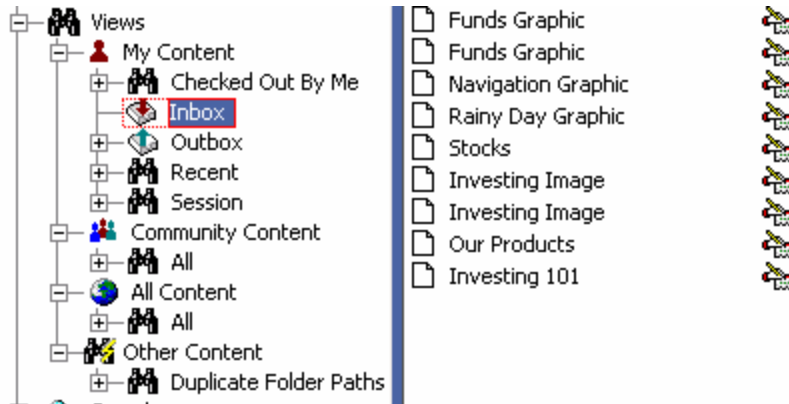 Views
My Content
Checked Out By Me
Inbox
Outbox
Recent
Session
Community Content
All
All Content
All
Other Content
Duplicate Folder Paths
Funds Graphic
Funds Graphic
Navigation Graphic
Rainy Day Graphic
Stocks
Investing Image
Investing Image
Our Products
Investing 101